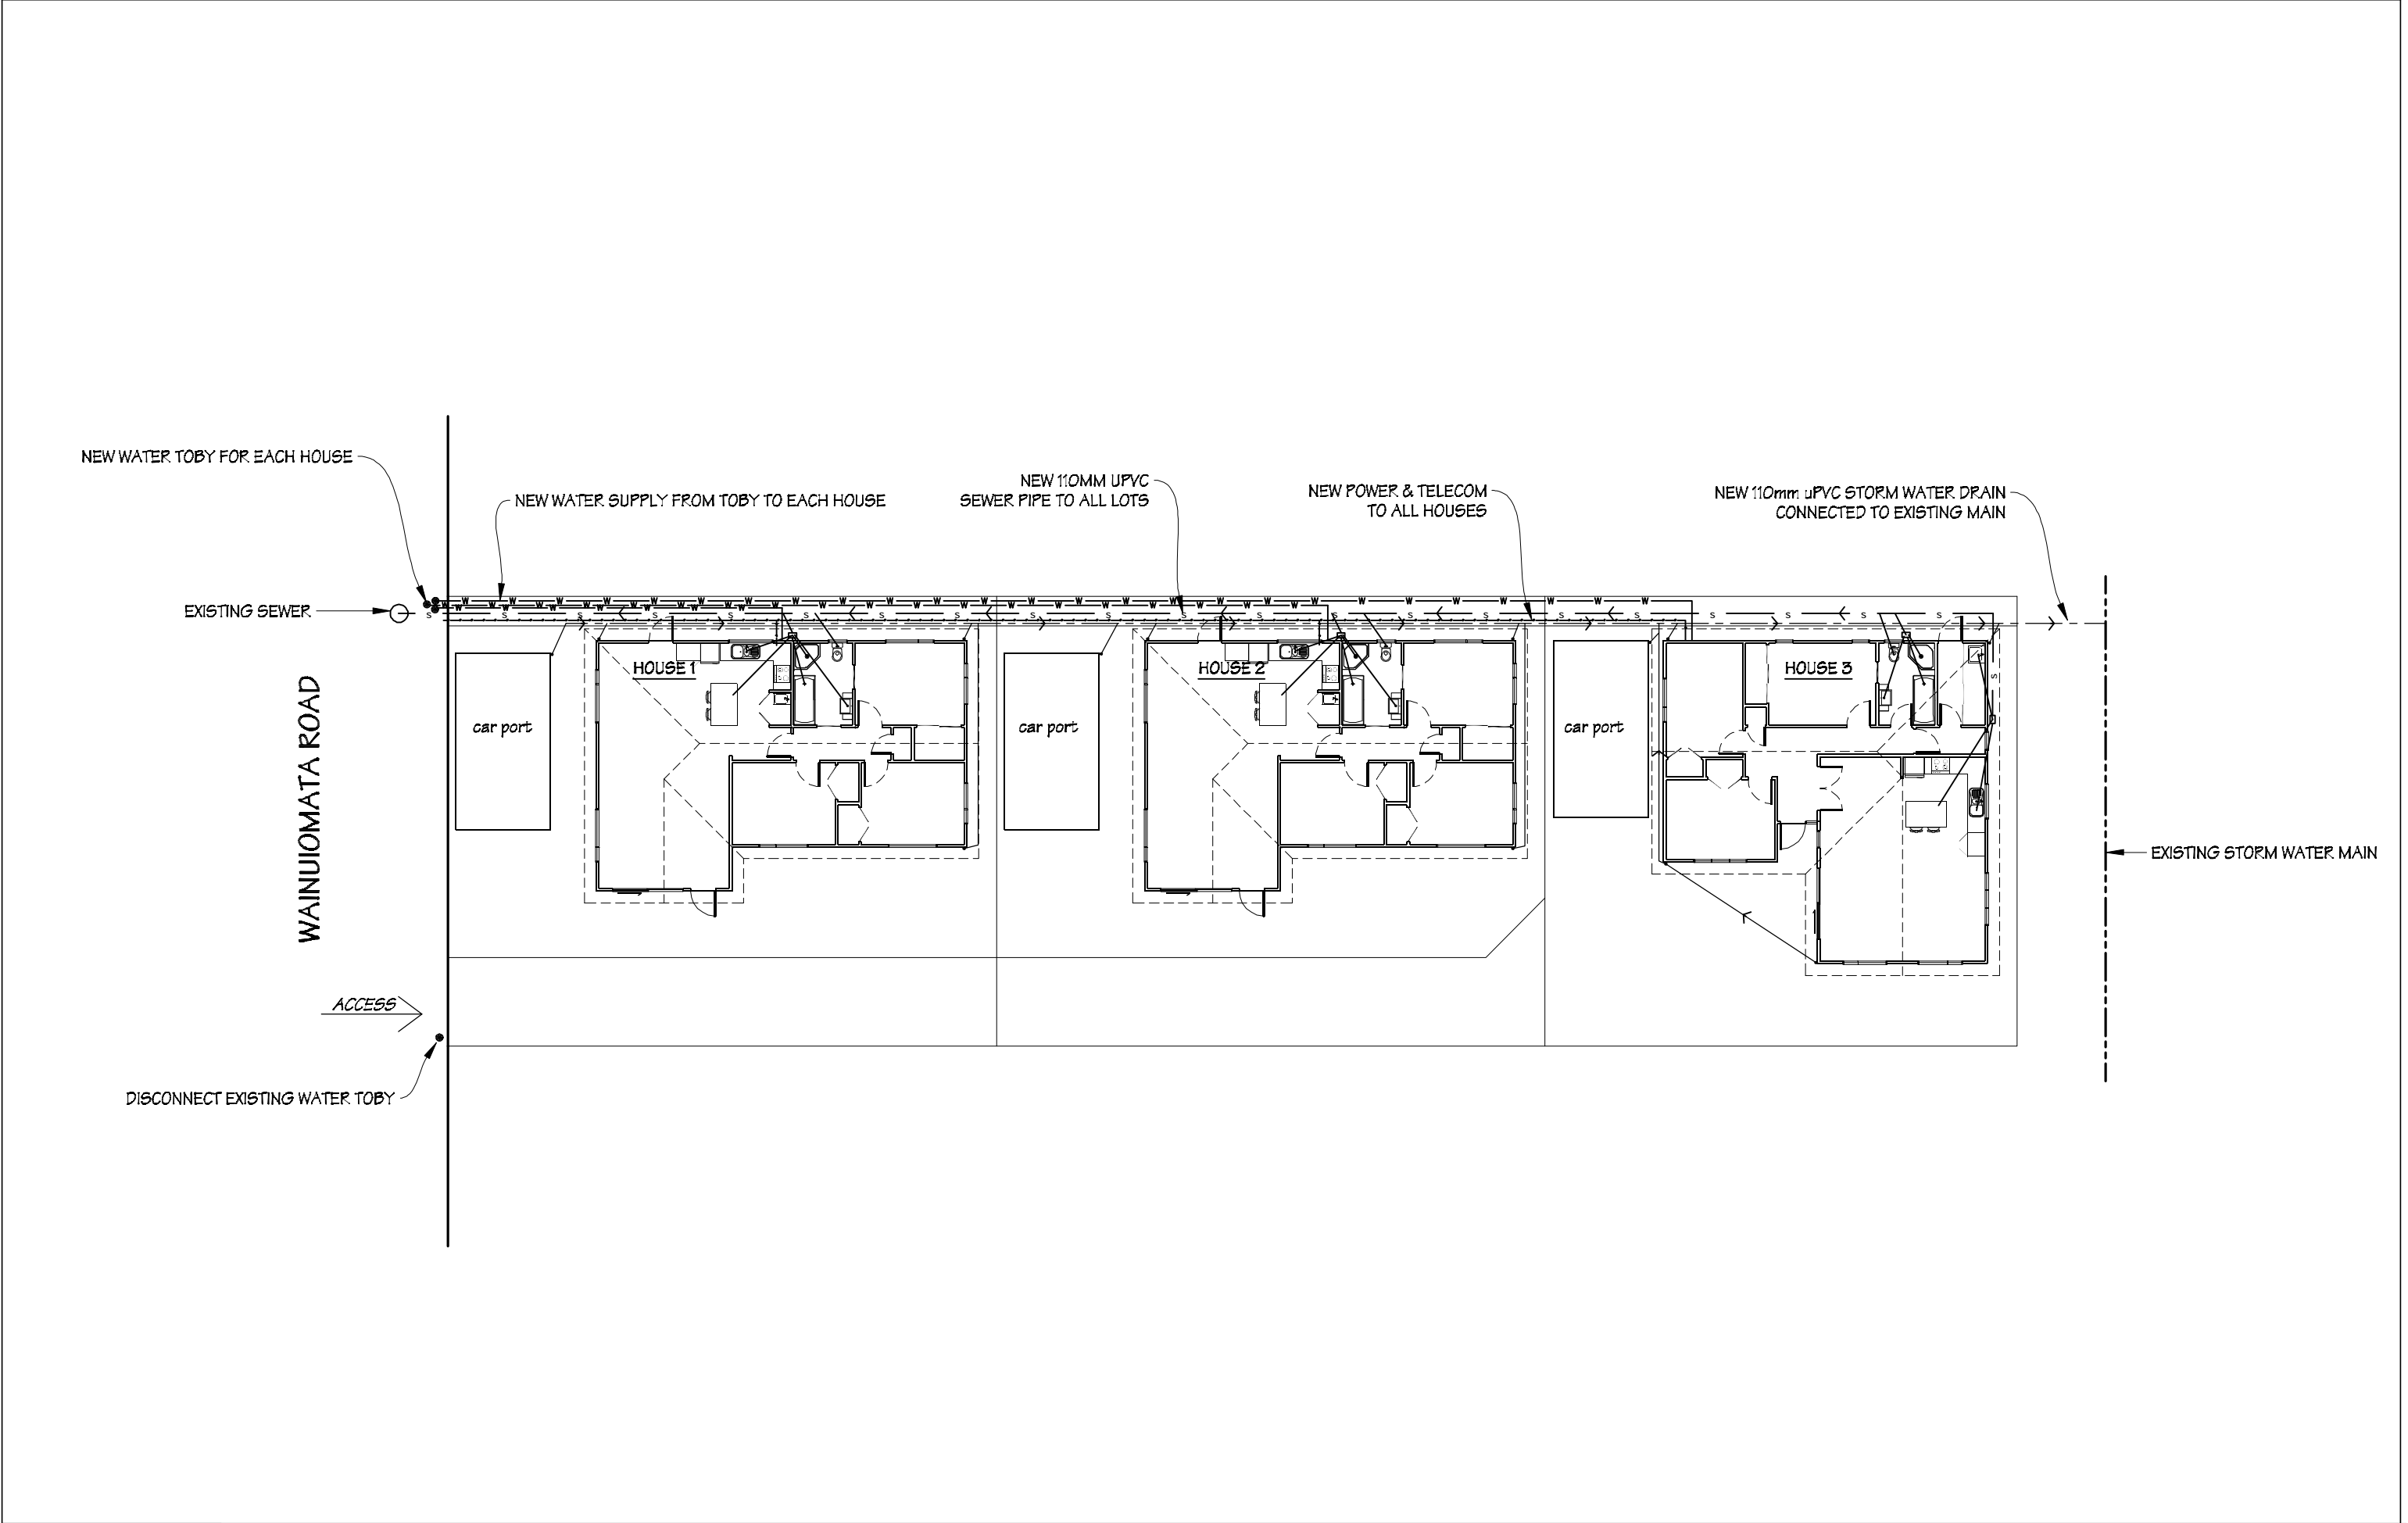 NEW WATER TOBY FOR EACH HOUSE
NEW WATER SUPPLY FROM TOBY TO EACH HOUSE
NEW 110MM UPVC
SEWER PIPE TO ALL LOTS
NEW POWER & TELECOM
TO ALL HOUSES
NEW 110mm uPVC STORM WATER DRAIN
CONNECTED TO EXISTING MAIN
EXISTING SEWER
HOUSE 1
HOUSE 2
HOUSE 3
car port
car port
car port
WAINUIOMATA ROAD
EXISTING STORM WATER MAIN
ACCESS
DISCONNECT EXISTING WATER TOBY